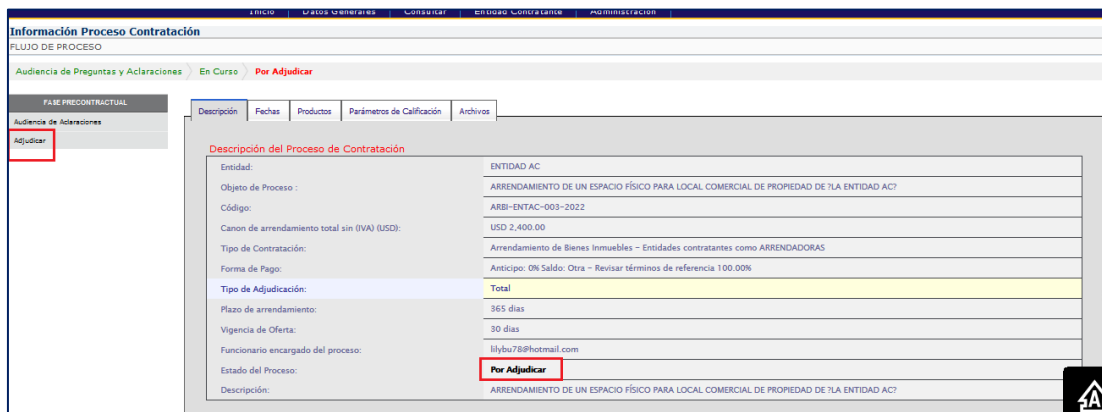 Inicio | Datos Generales | Consultar | Entidad Contratante | Administración |
Información Proceso Contratación
FLUJO DE PROCESO
Audiencia de Preguntas y Aclaraciones En Curso Por Adjudicar
FASE PRECONTRACTUAL
Audiencia de Aclaraciones
Adjudicar
Descripción Fechas Productos Parámetros de Calificación Archivos
Descripción del Proceso de Contratación
Entidad: ENTIDAD AC
Objeto de Proceso : ARRENDAMIENTO DE UN ESPACIO FÍSICO PARA LOCAL COMERCIAL DE PROPIEDAD DE ?LA ENTIDAD AC?
Código: ARBI-ENTAC-003-2022
Canon de arrendamiento total sin (IVA) (USD): USD 2,400.00
Tipo de Contratación: Arrendamiento de Bienes Inmuebles - Entidades contratantes como ARRENDADORAS
Forma de Pago: Anticipo: 0% Saldo: Otra - Revisar términos de referencia 100.00%
Tipo de Adjudicación: Total
Plazo de arrendamiento: 365 dias
Vigencia de Oferta: 30 dias
Funcionario encargado del proceso: lilybu78@hotmail.com
Estado del Proceso: Por Adjudicar
Descripción: ARRENDAMIENTO DE UN ESPACIO FÍSICO PARA LOCAL COMERCIAL DE PROPIEDAD DE ?LA ENTIDAD AC?